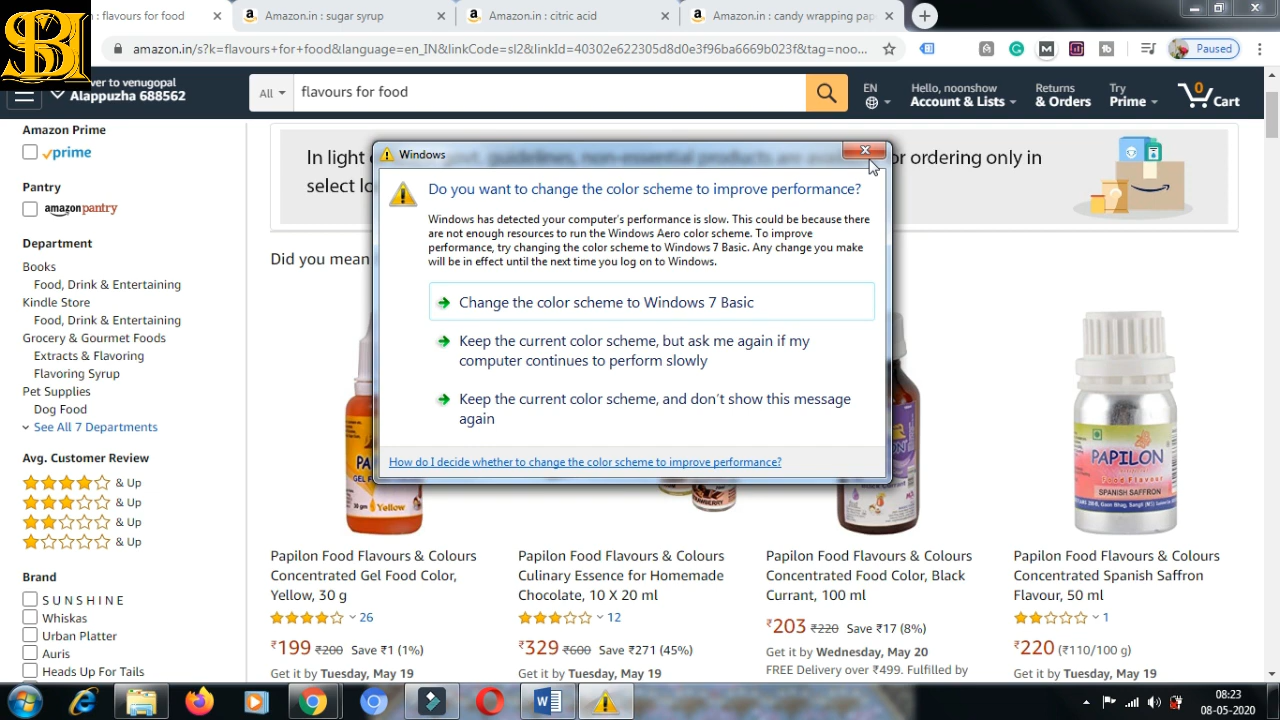 SBI
: flavours for food
Amazon.in : sugar syrup
Amazon.in : citric acid
Amazon.in : candy wrapping pap
amazon.in/s?k=flavours+for+food&language=en_IN&linkCode=sl2&linkId=40302e622305d8d0e3f96ba6669b023f&tag=noo...
Paused
ver to venugopal
Alappuzha 688562
All
flavours for food
EN
Hello, noonshow
Account & Lists
Returns
& Orders
Try
Prime
0
Cart
Amazon Prime
prime
Pantry
amazonpantry
Department
Books
Food, Drink & Entertaining
Kindle Store
Food, Drink & Entertaining
Grocery & Gourmet Foods
Extracts & Flavoring
Flavoring Syrup
Pet Supplies
Dog Food
See All 7 Departments
Avg. Customer Review
& Up
& Up
& Up
& Up
Brand
S U N S H I N E
Whiskas
Urban Platter
Auris
Heads Up For Tails
In light
or ordering only in
select lo
Did you mean
Windows
Do you want to change the color scheme to improve performance?
Windows has detected your computer's performance is slow. This could be because there
are not enough resources to run the Windows Aero color scheme. To improve
performance, try changing the color scheme to Windows 7 Basic. Any change you make
will be in effect until the next time you log on to Windows.
Change the color scheme to Windows 7 Basic
Keep the current color scheme, but ask me again if my
computer continues to perform slowly
Keep the current color scheme, and don't show this message
again
How do I decide whether to change the color scheme to improve performance?
PAPILON
Food Flavour
SPANISH SAFFRON
Yellow
Papilon Food Flavours & Colours
Concentrated Gel Food Color,
Yellow, 30 g
26
₹199 ₹200 Save ₹1 (1%)
Get it by Tuesday, May 19
Papilon Food Flavours & Colours
Culinary Essence for Homemade
Chocolate, 10 X 20 ml
12
₹329 ₹600 Save ₹271 (45%)
Get it by Tuesday, May 19
Papilon Food Flavours & Colours
Concentrated Food Color, Black
Currant, 100 ml
₹203 ₹220 Save ₹17 (8%)
Get it by Wednesday, May 20
FREE Delivery over ₹499. Fulfilled by
Papilon Food Flavours & Colours
Concentrated Spanish Saffron
Flavour, 50 ml
1
₹220 (₹110/100 g)
Get it by Tuesday, May 19
08:23
08-05-2020